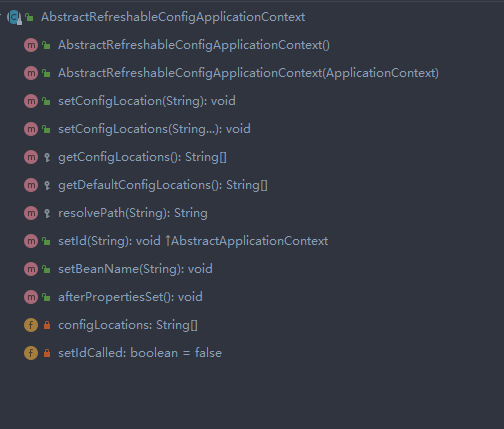 AbstractRefreshableConfigApplicationContext
m AbstractRefreshableConfigApplicationContext()
m AbstractRefreshableConfigApplicationContext(ApplicationContext)
m setConfigLocation(String): void
m setConfigLocations(String...): void
m getConfigLocations(): String[]
m getDefaultConfigLocations(): String[]
m resolvePath(String): String
m setId(String): void ↑AbstractApplicationContext
m setBeanName(String): void
m afterPropertiesSet(): void
f configLocations: String[]
f setIdCalled: boolean = false